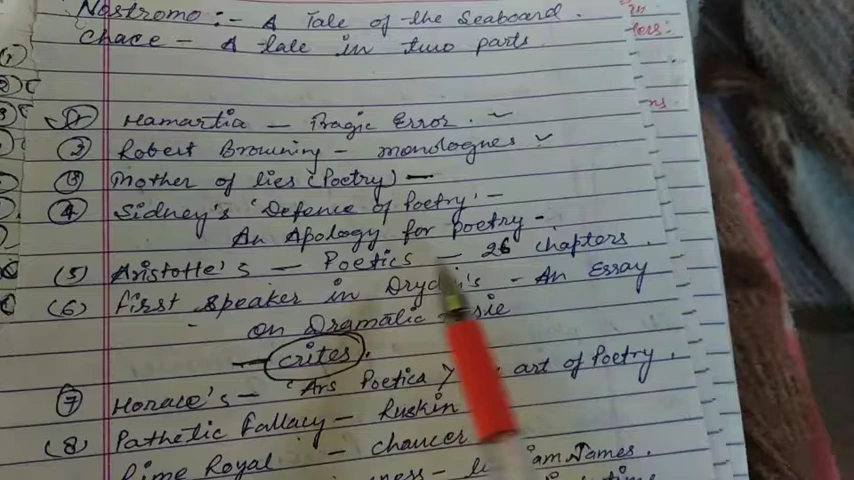 Nostromo :- A Tale of the Seaboard.
Chace - A tale in two parts
(1) Hamartia - Tragic Error.
(2) Robert Browning - monologues
(3) Mother of lies (Poetry) -
(4) Sidney's 'Defence of Poetry' -
An Apology for poetry -
(5) Aristotle's - Poetics - 26 chapters.
(6) first speaker in Dryden's - An Essay
on Dramatic
- crites.
(7) Horace's - 'Ars Poetica > art of Poetry.
(8) Pathetic fallacy - Ruskin
Rime Royal - chaucer
James.